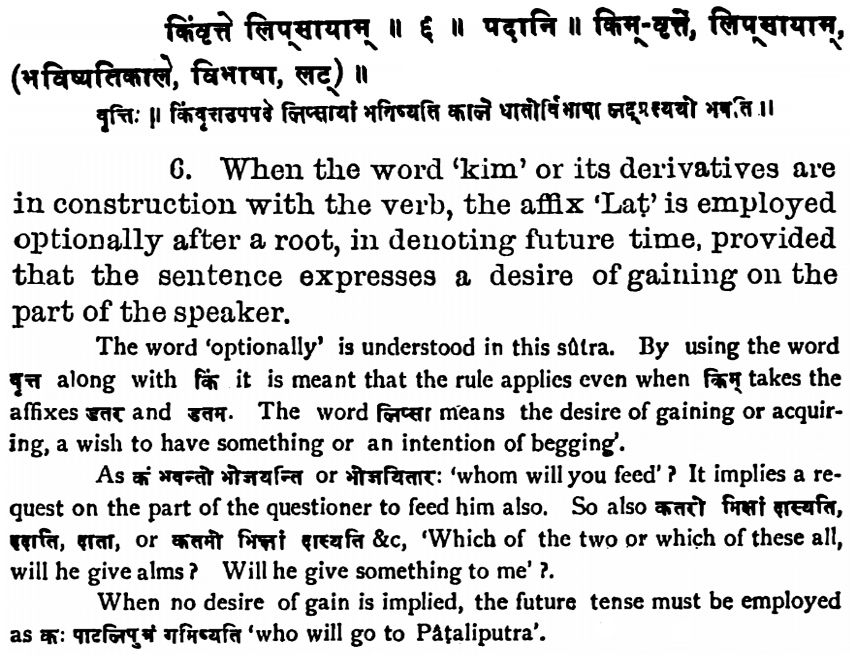 किंवृत्ते लिप्सायाम् ॥ ६ ॥ पदानि ॥ किम्-वृत्ते, लिप्सायाम्,
(भविष्यतिकाले, विभाषा, लट्) ॥
वृत्तिः ॥ किंवृत्तउपपदे लिप्सायां भविष्यति काले धातोर्विभाषा लट्प्रत्ययो भवति ॥
6. When the word ‘kim’ or its derivatives are
in construction with the verb, the affix ‘Laṭ’ is employed
optionally after a root, in denoting future time, provided
that the sentence expresses a desire of gaining on the
part of the speaker.
The word ‘optionally’ is understood in this sûtra. By using the word
वृत्त along with किं it is meant that the rule applies even when किम् takes the
affixes डतर and डतम. The word लिप्सा means the desire of gaining or acquir-
ing, a wish to have something or an intention of begging’.
As कं भवन्तो भोजयन्ति or भोजयितारः ‘whom will you feed’? It implies a re-
quest on the part of the questioner to feed him also. So also कतरो भिक्षां दास्यति,
ददाति, दाता, or कतमो भिक्षां दास्यति &c, ‘Which of the two or which of these all,
will he give alms? Will he give something to me’?.
When no desire of gain is implied, the future tense must be employed
as कः पाटलिपुत्रं गमिष्यति ‘who will go to Pâṭaliputra’.